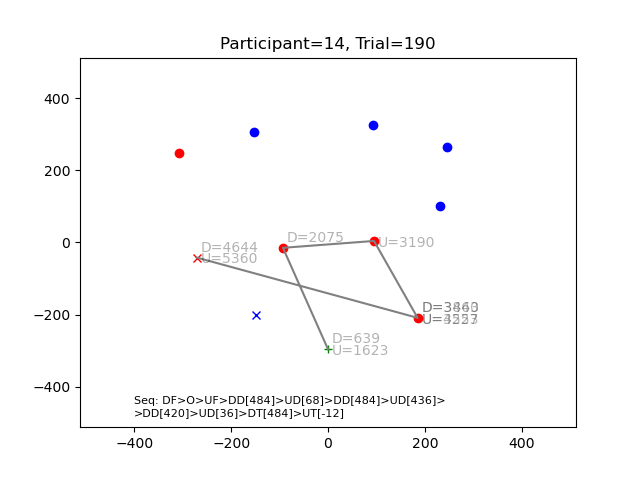 Participant=14, Trial=190
400
200
0
−200
−400
D=4644
U=5360
D=2075
U=3190
D=639
U=1623
Seq: DF>O>UF>DD[484]>UD[68]>DD[484]>UD[436]>
>DD[420]>UD[36]>DT[484]>UT[-12]
−400
−200
0
200
400